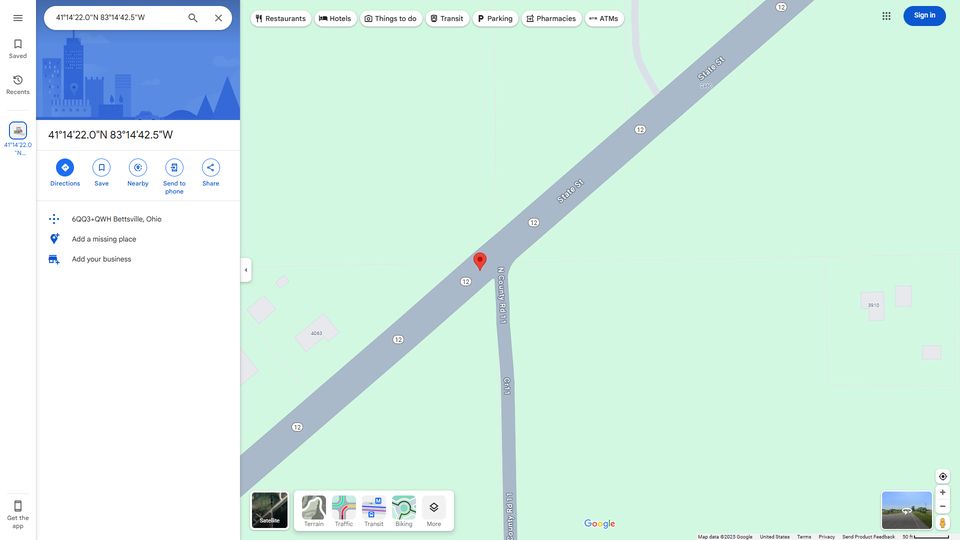 41°14'22.0"N 83°14'42.5"W
Restaurants
Hotels
Things to do
Transit
Parking
Pharmacies
ATMs
Sign in
Saved
Recents
41°14'22.0
"N...
Get the
app
41°14'22.0"N 83°14'42.5"W
Directions
Save
Nearby
Send to
phone
Share
6QQ3+QWH Bettsville, Ohio
Add a missing place
Add your business
12
State St
12
State St
12
12
N County Rd 11
4063
12
Cr 11
3910
12
County Rd 11
Satellite
Terrain
Traffic
Transit
Biking
More
Google
Map data ©2025 Google
United States
Terms
Privacy
Send Product Feedback
50 ft